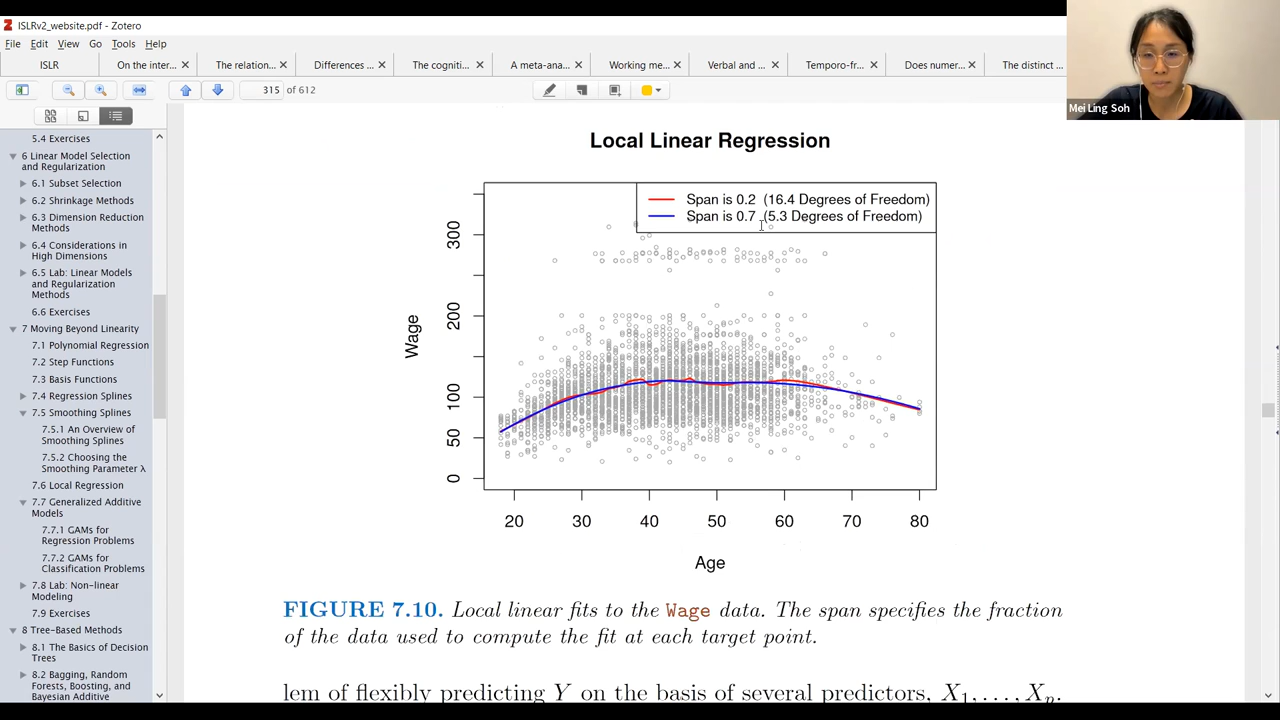 ISLRv2_website.pdf - Zotero
File Edit View Go Tools Help
ISLR On the inter... The relation... Differences ... The cogniti... A meta-ana... Working me... Verbal and ... Temporo-fr... Does numer... The distinct
315 of 612
Mei Ling Soh
5.4 Exercises
6 Linear Model Selection
and Regularization
6.1 Subset Selection
6.2 Shrinkage Methods
6.3 Dimension Reduction
Methods
6.4 Considerations in
High Dimensions
6.5 Lab: Linear Models
and Regularization
Methods
6.6 Exercises
7 Moving Beyond Linearity
7.1 Polynomial Regression
7.2 Step Functions
7.3 Basis Functions
7.4 Regression Splines
7.5 Smoothing Splines
7.5.1 An Overview of
Smoothing Splines
7.5.2 Choosing the
Smoothing Parameter λ
7.6 Local Regression
7.7 Generalized Additive
Models
7.7.1 GAMs for
Regression Problems
7.7.2 GAMs for
Classification Problems
7.8 Lab: Non-linear
Modeling
7.9 Exercises
8 Tree-Based Methods
8.1 The Basics of Decision
Trees
8.2 Bagging, Random
Forests, Boosting, and
Bayesian Additive
Local Linear Regression
Span is 0.2 (16.4 Degrees of Freedom)
Span is 0.7 (5.3 Degrees of Freedom)
300
200
100
50
0
Wage
20 30 40 50 60 70 80
Age
FIGURE 7.10. Local linear fits to the Wage data. The span specifies the fraction
of the data used to compute the fit at each target point.
lem of flexibly predicting Y on the basis of several predictors, X1, . . . , Xp.